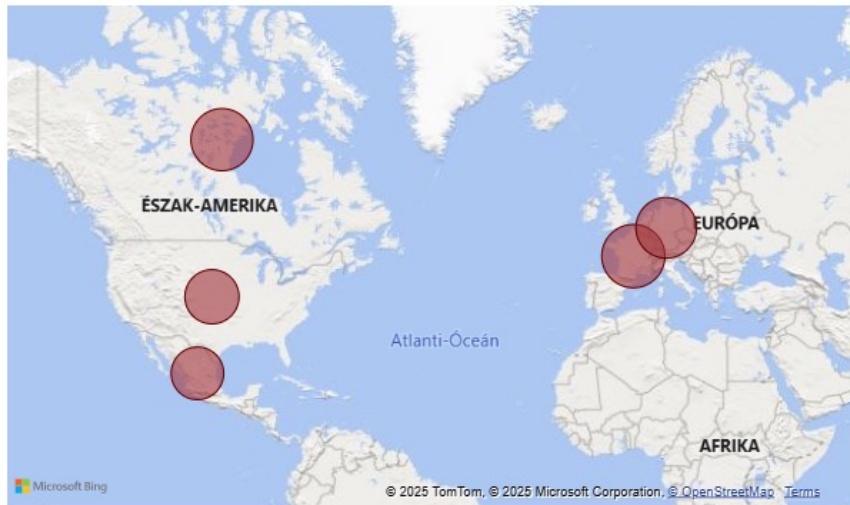 ÉSZAK-AMERIKA
EURÓPA
Atlanti-Óceán
AFRIKA
Microsoft Bing
© 2025 TomTom, © 2025 Microsoft Corporation, © OpenStreetMap Terms